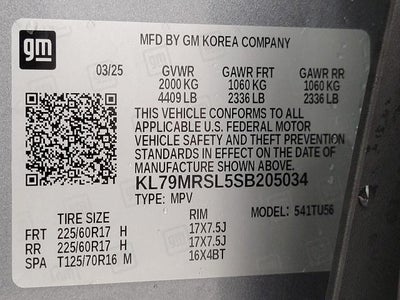 gm
MFD BY GM KOREA COMPANY
03/25 GVWR GAWR FRT GAWR RR
2000 KG 1060 KG 1060 KG
4409 LB 2336 LB 2336 LB
THIS VEHICLE CONFORMS TO ALL
APPLICABLE U.S. FEDERAL MOTOR
VEHICLE SAFETY AND THEFT PREVENTION
STANDARDS IN EFFECT ON THE DATE OF
MANUFACTURE SHOWN ABOVE.
KL79MRSL5SB205034
TYPE: MPV MODEL: 541TU56
TIRE SIZE RIM
FRT 225/60R17 H 17X7.5J
RR 225/60R17 H 17X7.5J
SPA T125/70R16 M 16X4BT